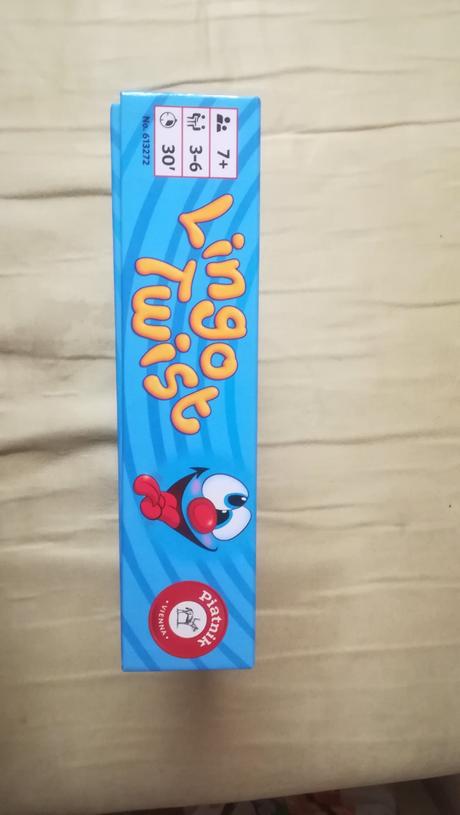 7+
3-6
30'
No. 613272
Lingo
Twist
Piatnik
• VIENNA •